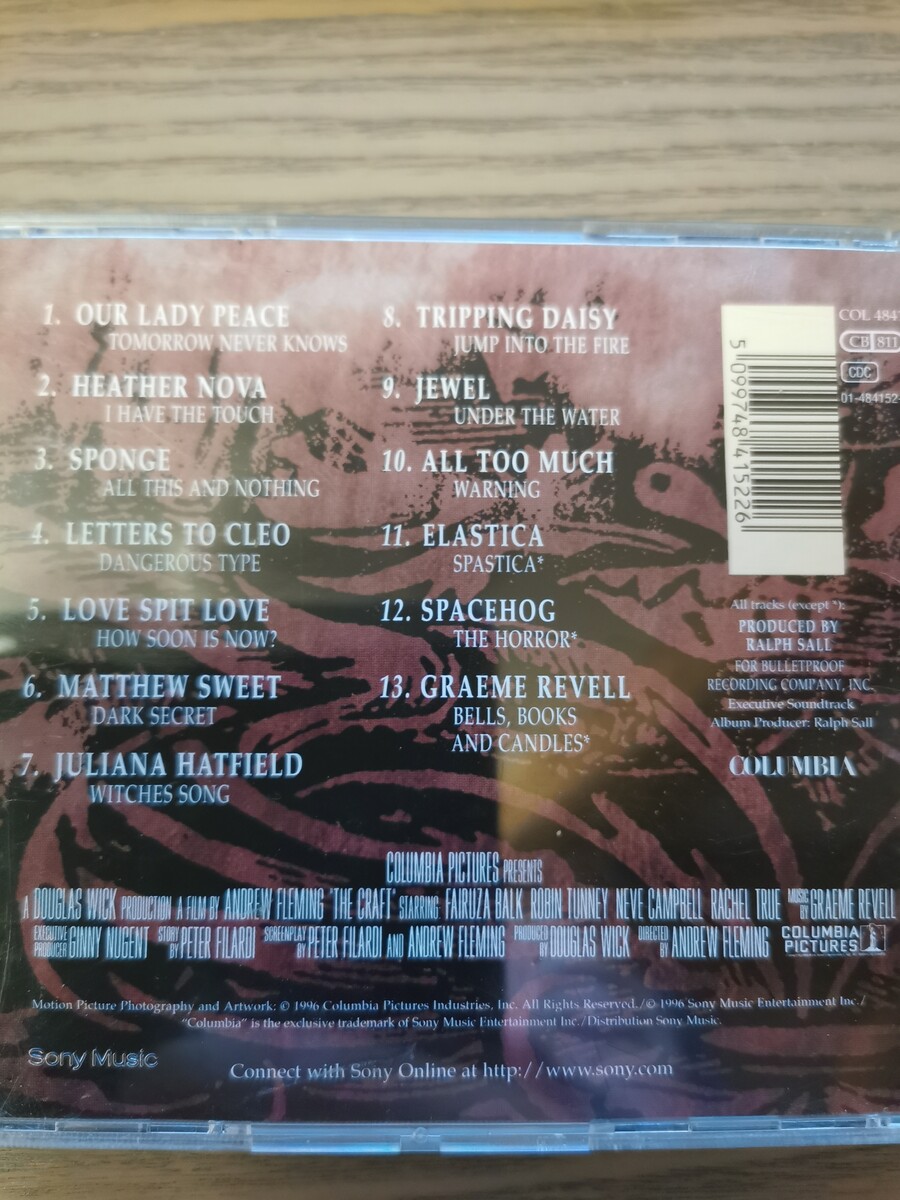 1. OUR LADY PEACE
TOMORROW NEVER KNOWS
2. HEATHER NOVA
I HAVE THE TOUCH
3. SPONGE
ALL THIS AND NOTHING
4. LETTERS TO CLEO
DANGEROUS TYPE
5. LOVE SPIT LOVE
HOW SOON IS NOW?
6. MATTHEW SWEET
DARK SECRET
7. JULIANA HATFIELD
WITCHES SONG
8. TRIPPING DAISY
JUMP INTO THE FIRE
9. JEWEL
UNDER THE WATER
10. ALL TOO MUCH
WARNING
11. ELASTICA
SPASTICA*
12. SPACEHOG
THE HORROR*
13. GRAEME REVELL
BELLS, BOOKS
AND CANDLES*
5 099748 415226
COL 484
CB 811
CDC
01-484152-
All tracks (except *):
PRODUCED BY
RALPH SALL
FOR BULLETPROOF
RECORDING COMPANY, INC.
Executive Soundtrack
Album Producer: Ralph Sall
COLUMBIA
COLUMBIA PICTURES PRESENTS
A DOUGLAS WICK PRODUCTION A FILM BY ANDREW FLEMING "THE CRAFT" STARRING FAIRUZA BALK ROBIN TUNNEY NEVE CAMPBELL RACHEL TRUE MUSIC BY GRAEME REVELL
EXECUTIVE PRODUCER GINNY NUGENT STORY BY PETER FILARDI SCREENPLAY BY PETER FILARDI AND ANDREW FLEMING PRODUCED BY DOUGLAS WICK DIRECTED BY ANDREW FLEMING
COLUMBIA
PICTURES
Motion Picture Photography and Artwork: © 1996 Columbia Pictures Industries, Inc. All Rights Reserved./© 1996 Sony Music Entertainment Inc./
"Columbia" is the exclusive trademark of Sony Music Entertainment Inc./Distribution Sony Music.
Sony Music
Connect with Sony Online at http://www.sony.com